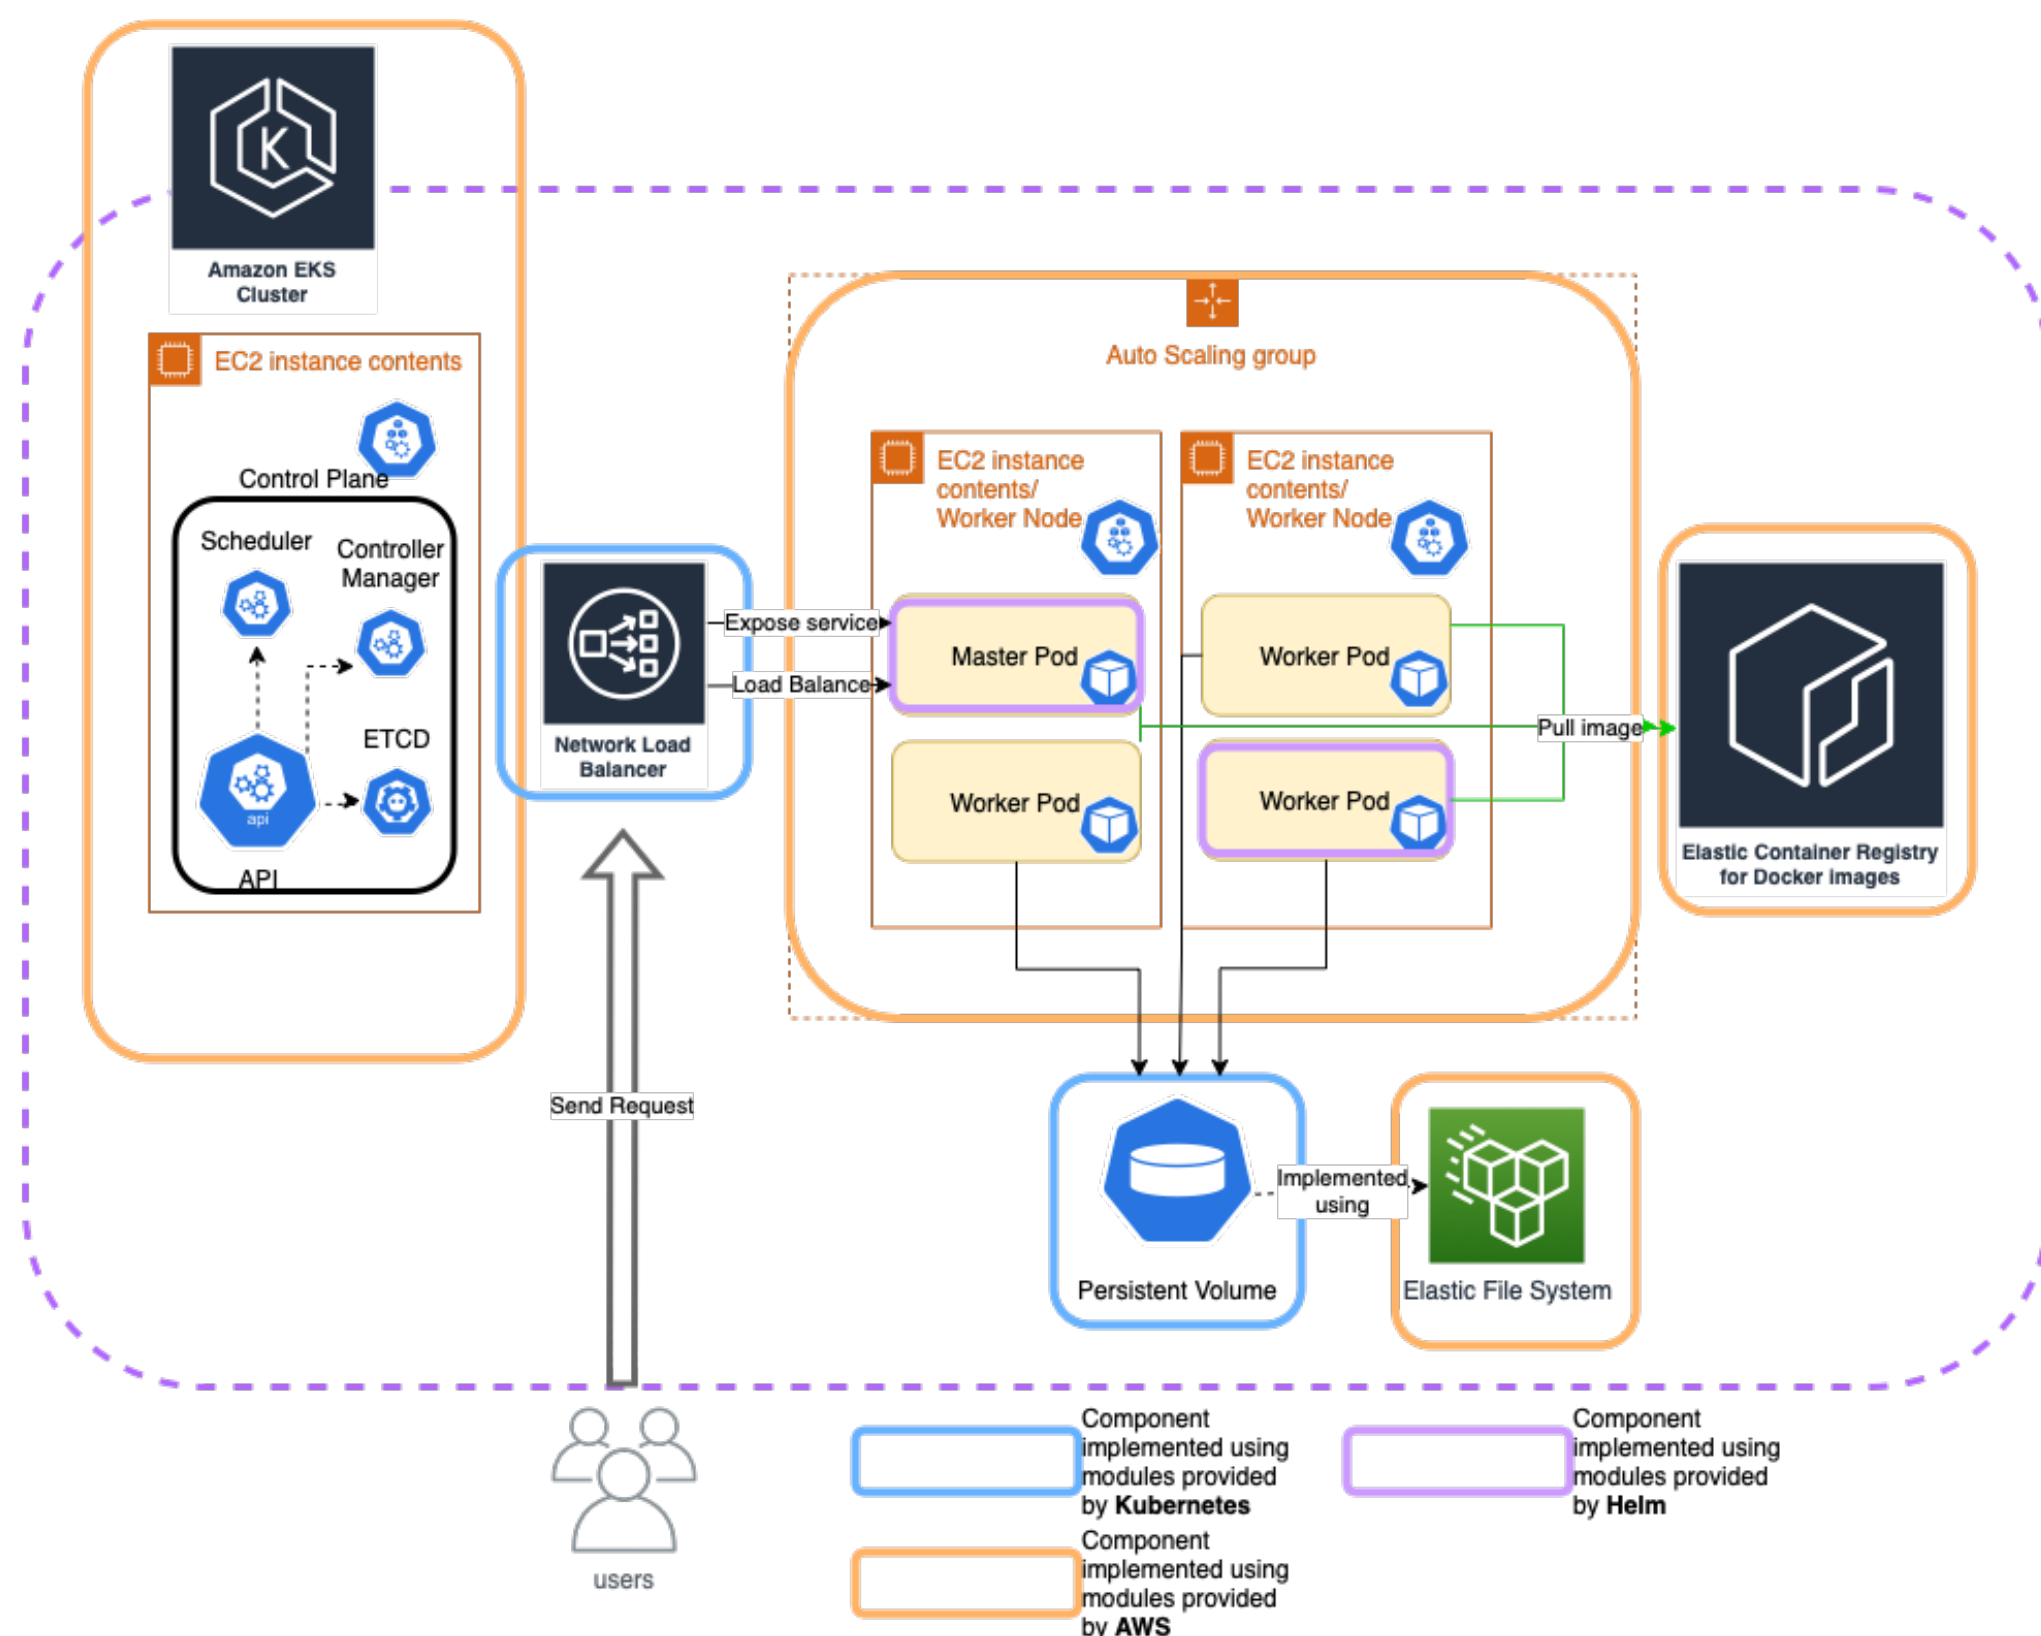 Amazon EKS
Cluster
EC2 instance contents
Control Plane
Scheduler
Controller
Manager
ETCD
api
API
Network Load
Balancer
Expose service
Load Balance
Send Request
users
Auto Scaling group
EC2 instance
contents/
Worker Node
Master Pod
Worker Pod
EC2 instance
contents/
Worker Node
Worker Pod
Worker Pod
Pull image
Elastic Container Registry
for Docker images
Persistent Volume
Implemented
using
Elastic File System
Component
implemented using
modules provided
by Kubernetes
Component
implemented using
modules provided
by Helm
Component
implemented using
modules provided
by AWS